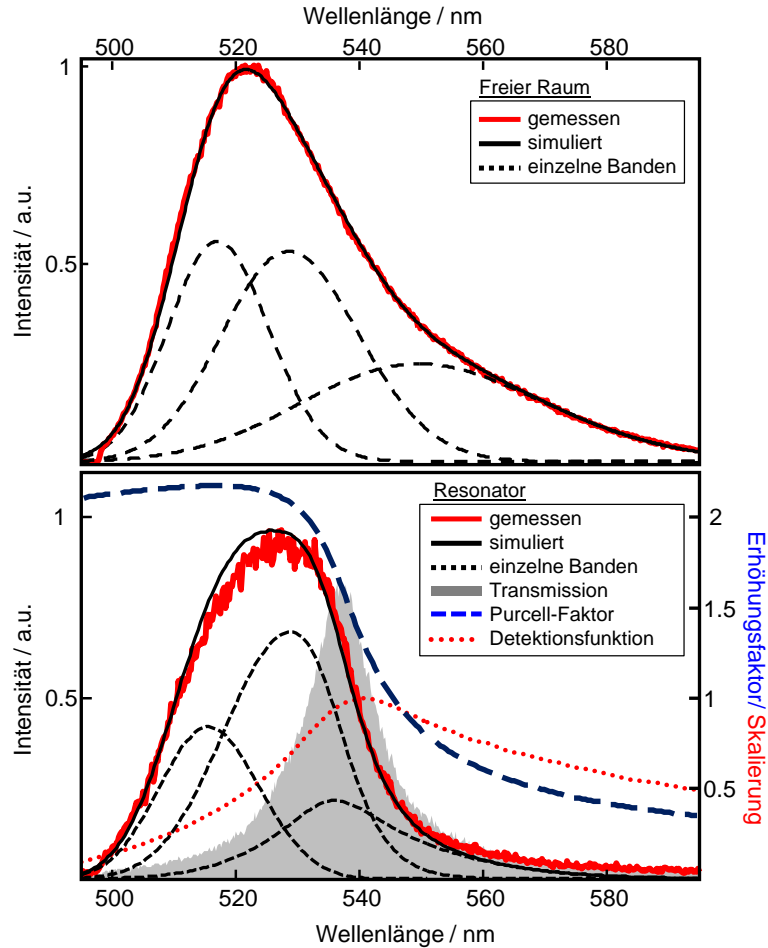 Wellenlänge / nm
500 520 540 560 580
1
0.5
Intensität / a.u.
Freier Raum
gemessen
simuliert
einzelne Banden
1
0.5
Intensität / a.u.
Resonator
gemessen
simuliert
einzelne Banden
Transmission
Purcell-Faktor
Detektionsfunktion
2
1.5
1
0.5
Erhöhungsfaktor/ Skalierung
500 520 540 560 580
Wellenlänge / nm